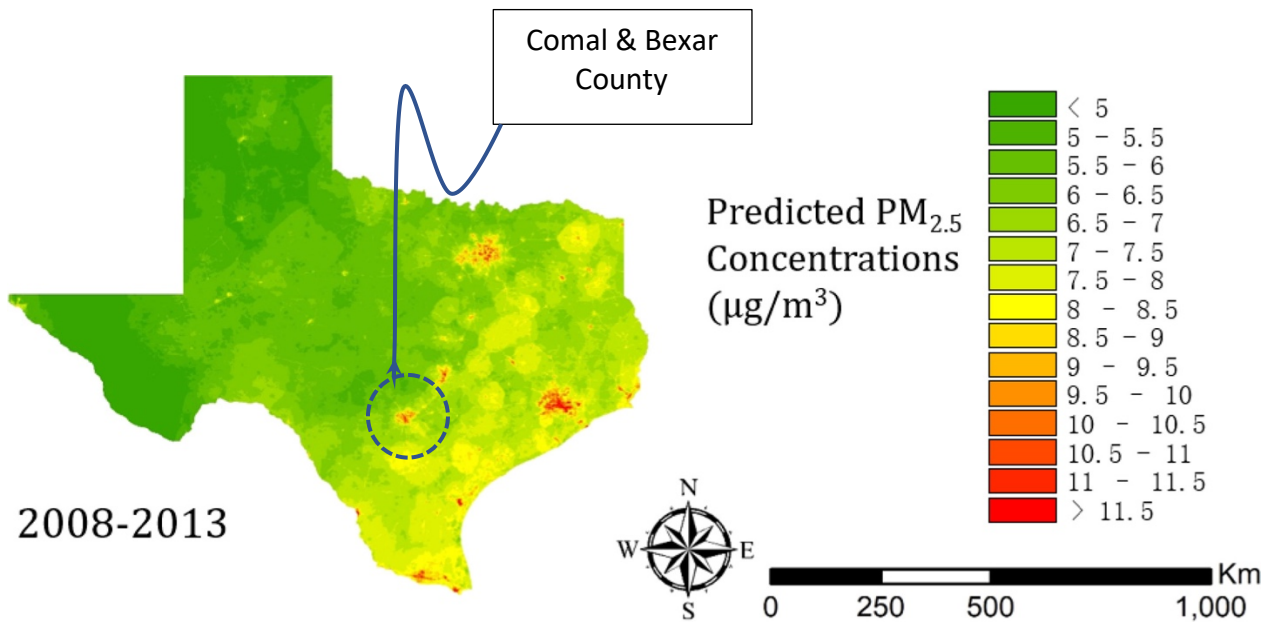 Comal & Bexar
County
Predicted PM2.5
Concentrations
(μg/m³)
< 5
5 - 5.5
5.5 - 6
6 - 6.5
6.5 - 7
7 - 7.5
7.5 - 8
8 - 8.5
8.5 - 9
9 - 9.5
9.5 - 10
10 - 10.5
10.5 - 11
11 - 11.5
> 11.5
2008-2013
N
W E
S
Km
0 250 500 1,000